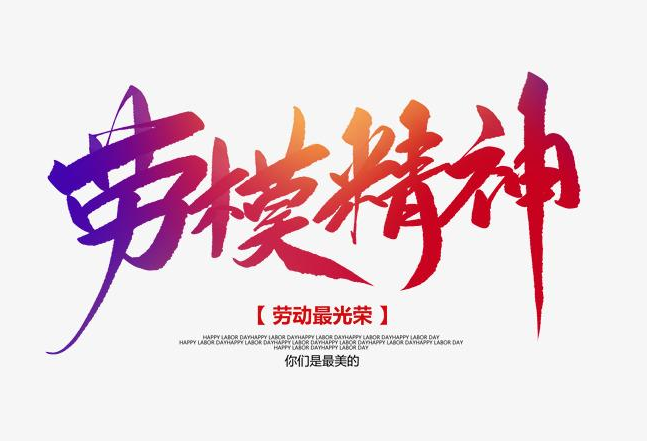 劳模精神
【 劳动最光荣 】
HAPPY LABOR DAYHAPPY LABOR DAYHAPPY LABOR DAYHAPPY LABOR DAY
HAPPY LABOR DAYHAPPY LABOR DAYHAPPY LABOR DAYHAPPY LABOR DAYHAPPY LABOR DAY
HAPPY LABOR DAYHAPPY LABOR DAY
你们是最美的